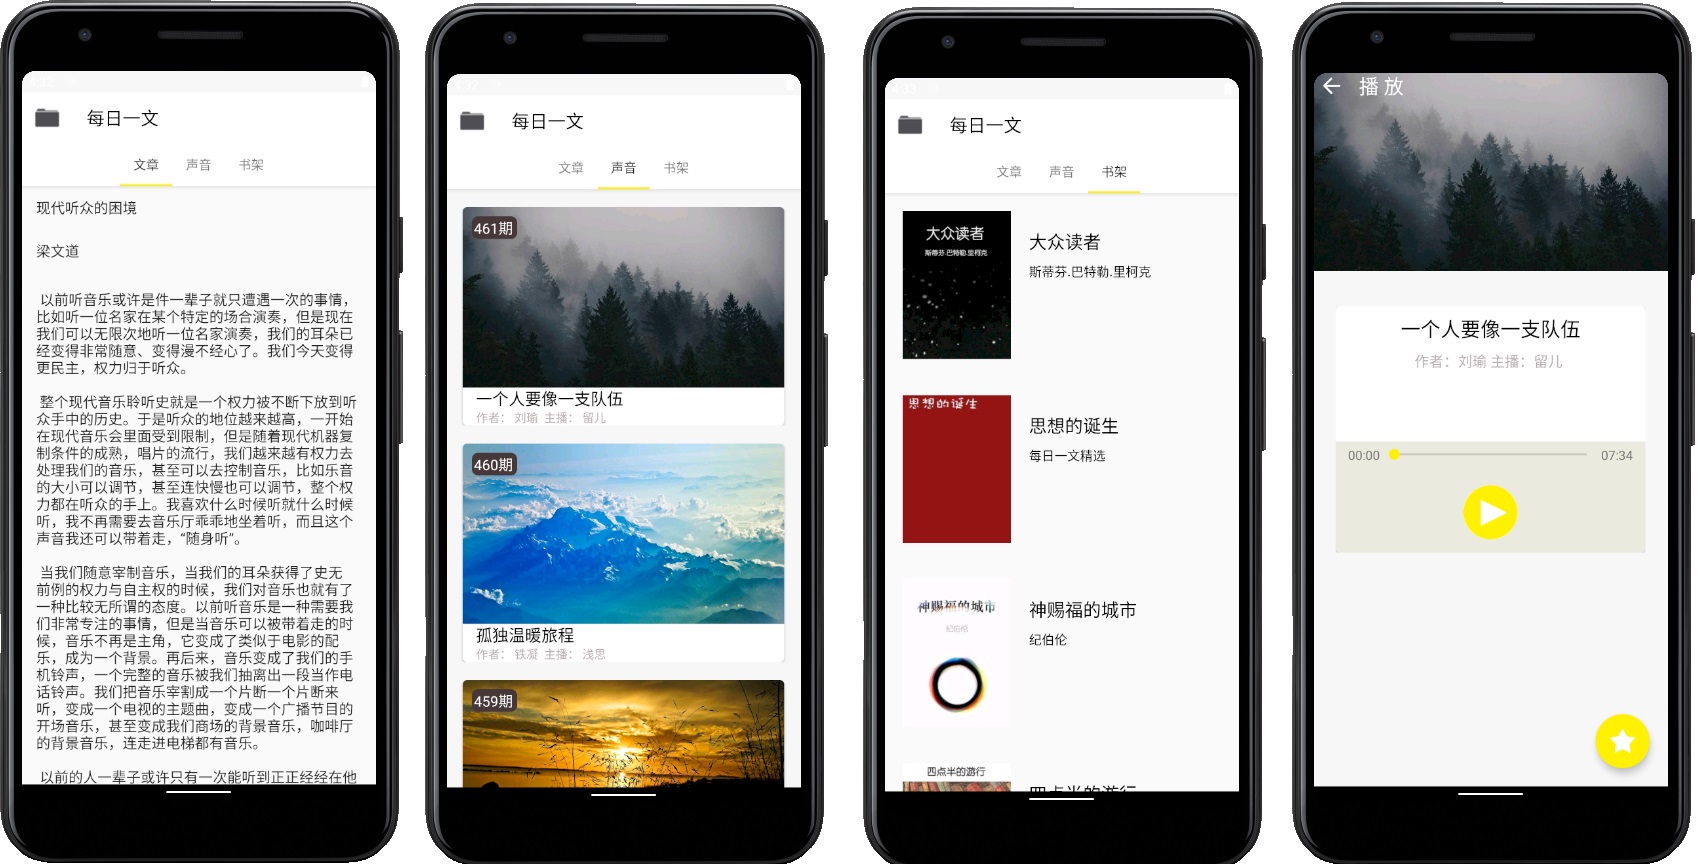 每日一文
文章 声音 书架
现代听众的困境
梁文道
以前听音乐或许是件一辈子就只遭遇一次的事情，
比如听一位名家在某个特定的场合演奏，但是现在
我们可以无限次地听一位名家演奏，我们的耳朵已
经变得非常随意、变得漫不经心了。我们今天变得
更民主，权力归于听众。
整个现代音乐聆听史就是一个权力被不断下放到听
众手中的历史。于是听众的地位越来越高，一开始
在现代音乐会里面受到限制，但是随着现代机器复
制条件的成熟，唱片的流行，我们越来越有权力去
处理我们的音乐，甚至可以去控制音乐，比如乐音
的大小可以调节，甚至连快慢也可以调节，整个权
力都在听众的手上。我喜欢什么时候听就什么时候
听，我不再需要去音乐厅乖乖地坐着听，而且这个
声音我还可以带着走，“随身听”。
当我们随意宰制音乐，当我们的耳朵获得了史无
前例的权力与自主权的时候，我们对音乐也就有了
一种比较无所谓的态度。以前听音乐是一种需要我
们非常专注的事情，但是当音乐可以被带着走的时
候，音乐不再是主角，它变成了类似于电影的配
乐，成为一个背景。再后来，音乐变成了我们的手
机铃声，一个完整的音乐被我们抽离出一段当作电
话铃声。我们把音乐宰割成一个片断一个片断来
听，变成一个电视的主题曲，变成一个广播节目的
开场音乐，甚至变成我们商场的背景音乐，咖啡厅
的背景音乐，连走进电梯都有音乐。
以前的人一辈子或许只有一次能听到正正经经在他
每日一文
文章 声音 书架
461期
一个人要像一支队伍
作者： 刘瑜 主播： 留儿
460期
孤独温暖旅程
作者： 铁凝 主播： 浅思
459期
每日一文
文章 声音 书架
大众读者
斯蒂芬.巴特勒.里柯克
大众读者
斯蒂芬.巴特勒.里柯克
思想的诞生
思想的诞生
每日一文精选
神赐福的城市
纪伯伦
神赐福的城市
纪伯伦
四点半的游行
四点半的游行
播放
一个人要像一支队伍
作者：刘瑜 主播：留儿
00:00 07:34